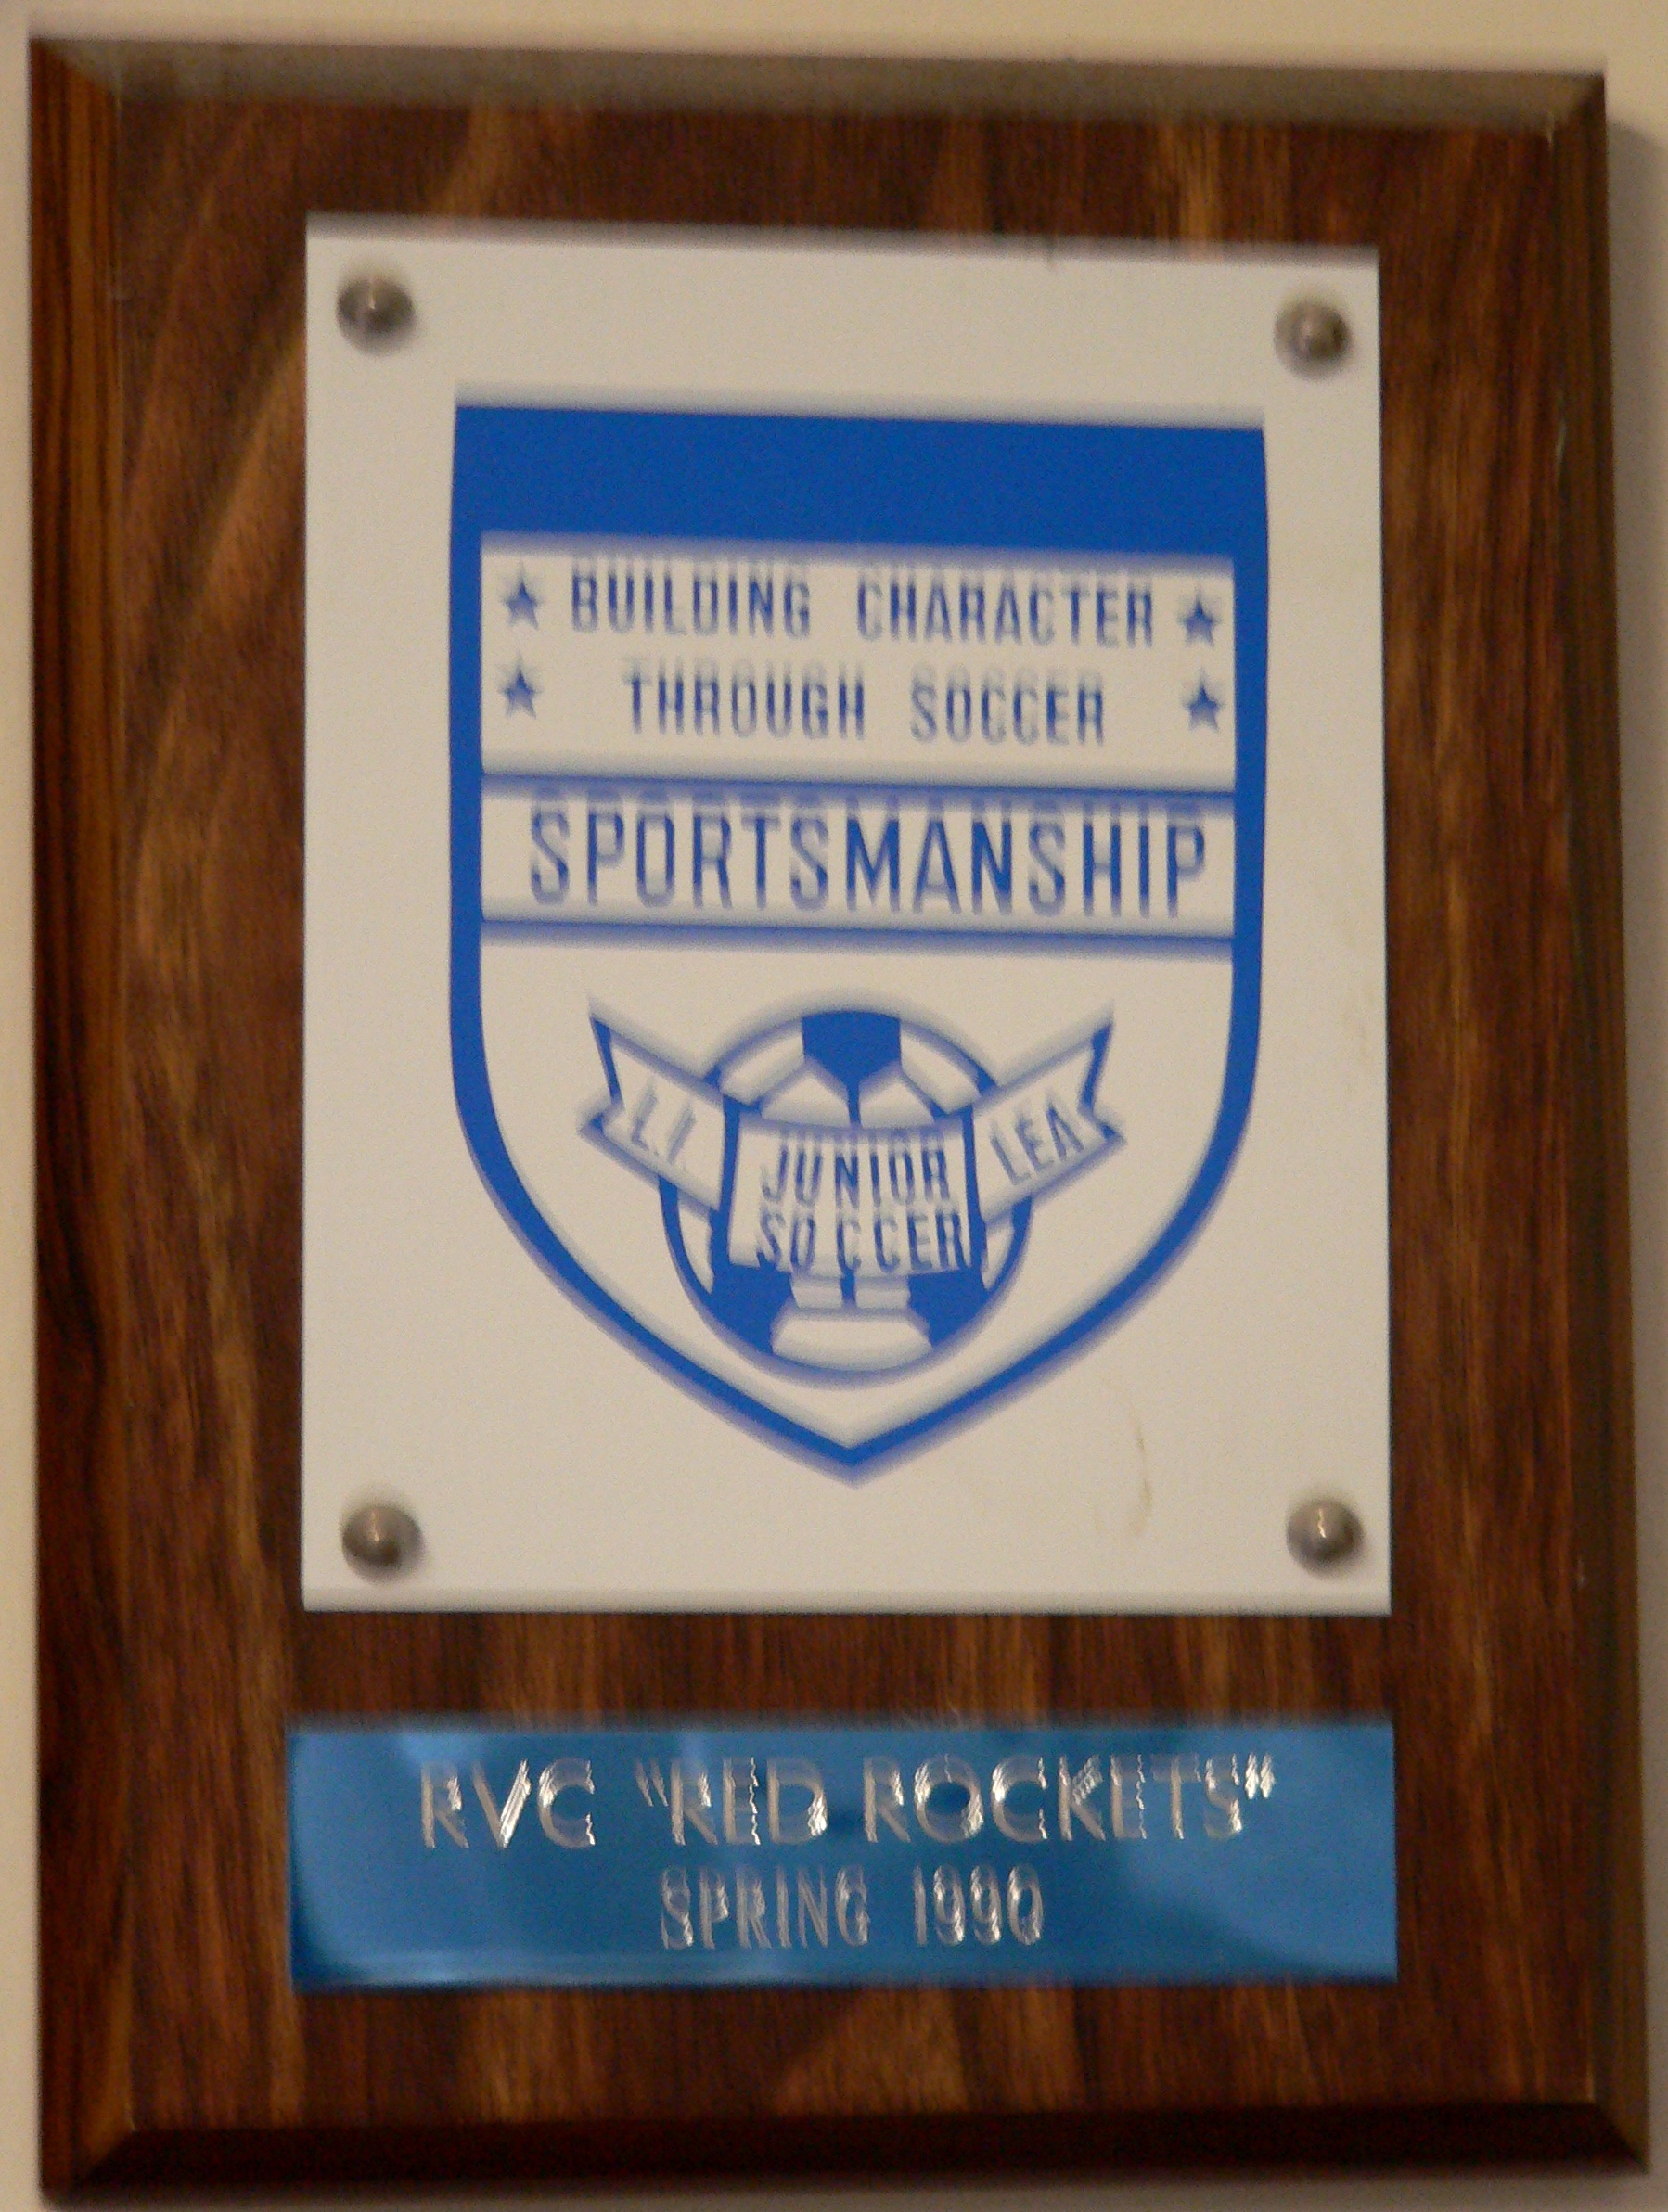 BUILDING CHARACTER
THROUGH SOCCER
SPORTSMANSHIP
L.I. JUNIOR LEA
SOCCER
RVC "RED ROCKETS"
SPRING 1990